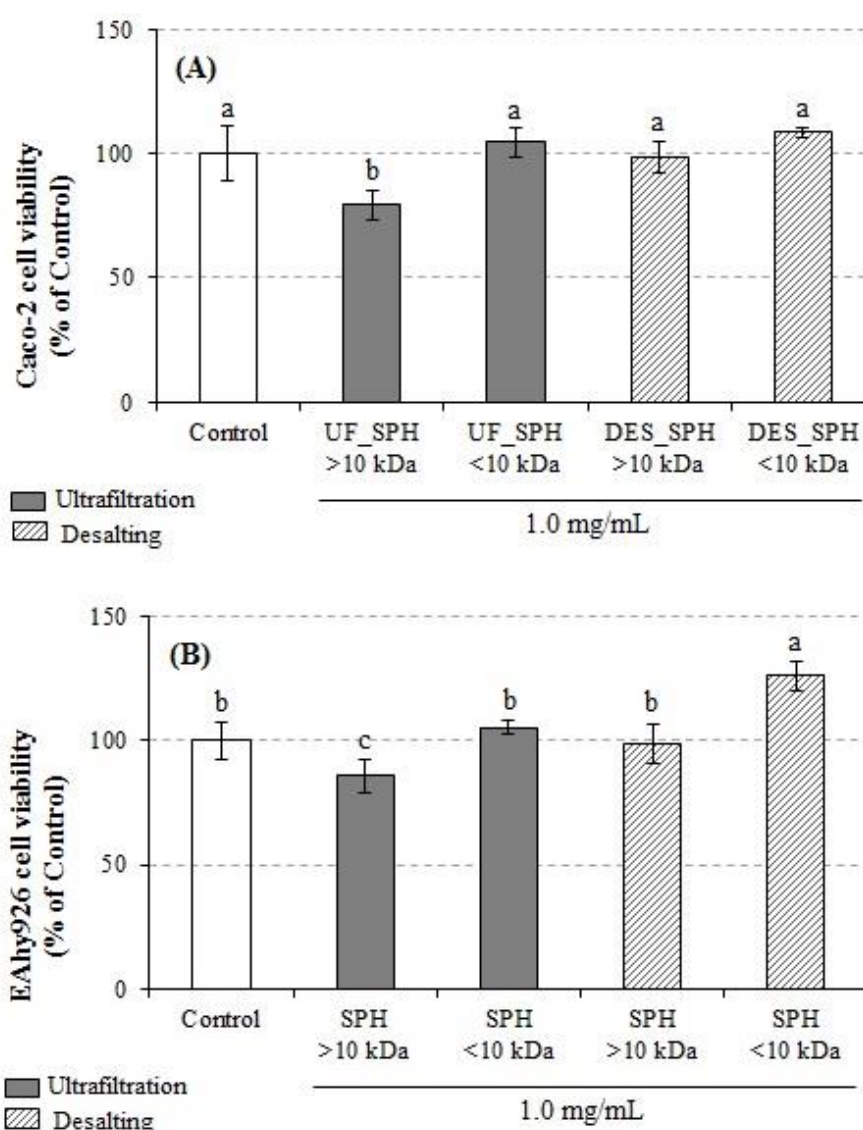 150
(A)
a
a
a
a
100
b
50
0
Caco-2 cell viability
(% of Control)
Control
UF_SPH
>10 kDa
UF_SPH
<10 kDa
DES_SPH
>10 kDa
DES_SPH
<10 kDa
Ultrafiltration
Desalting
1.0 mg/mL
150
(B)
a
b
b
b
c
100
50
0
EAhy926 cell viability
(% of Control)
Control
SPH
>10 kDa
SPH
<10 kDa
SPH
>10 kDa
SPH
<10 kDa
Ultrafiltration
Desalting
1.0 mg/mL